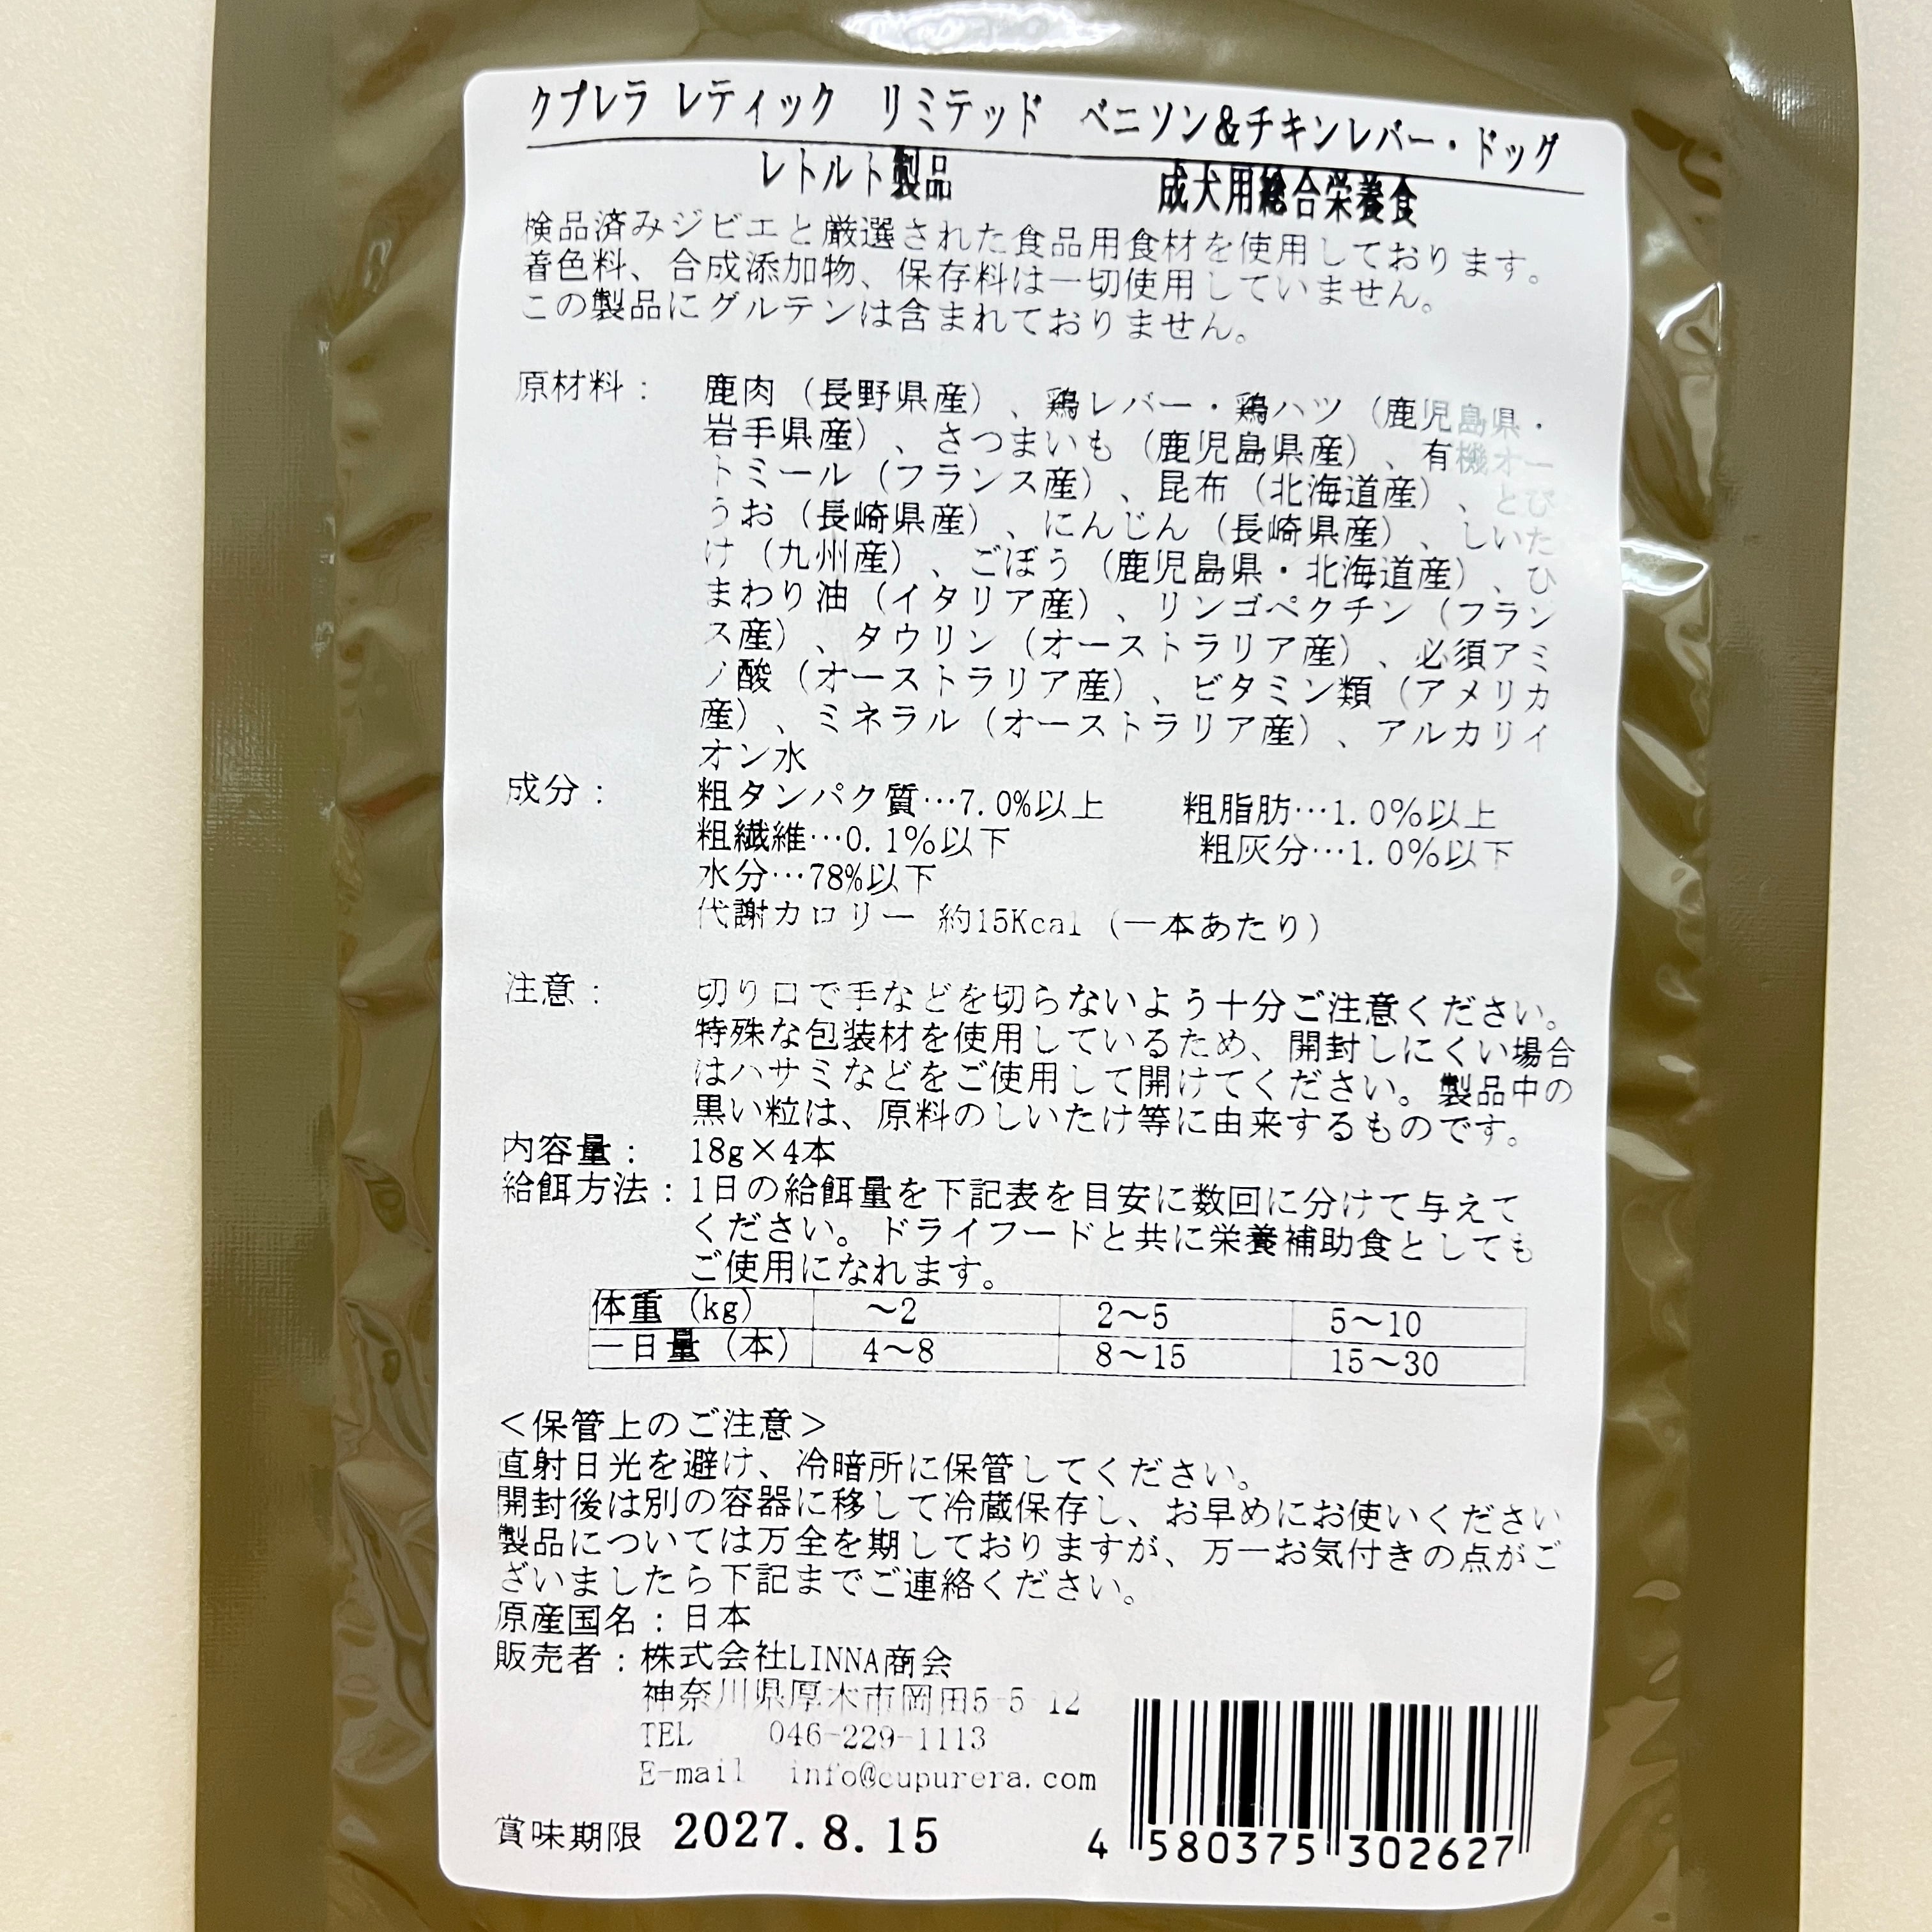 クプレラ レティック リミテッド ベニソン&チキンレバー・ドッグ
レトルト製品 成犬用総合栄養食
検品済みジビエと厳選された食品用食材を使用しております。
着色料、合成添加物、保存料は一切使用していません。
この製品にグルテンは含まれておりません。
原材料: 鹿肉(長野県産)、鶏レバー・鶏ハツ(鹿児島県・
岩手県産)、さつまいも(鹿児島県産)、有機オー
トミール(フランス産)、昆布(北海道産)、とび
うお(長崎県産)、にんじん(長崎県産)、しいた
け(九州産)、ごぼう(鹿児島県・北海道産)、ひ
まわり油(イタリア産)、リンゴペクチン(フラン
ス産)、タウリン(オーストラリア産)、必須アミ
ノ酸(オーストラリア産)、ビタミン類(アメリカ
産)、ミネラル(オーストラリア産)、アルカリイ
オン水
成分: 粗タンパク質…7.0%以上 粗脂肪…1.0%以上
粗繊維…0.1%以下 粗灰分…1.0%以下
水分…78%以下
代謝カロリー 約15Kcal(一本あたり)
注意: 切り口で手などを切らないよう十分ご注意ください。
特殊な包装材を使用しているため、開封しにくい場合
はハサミなどをご使用して開けてください。製品中の
黒い粒は、原料のしいたけ等に由来するものです。
内容量: 18g×4本
給餌方法:1日の給餌量を下記表を目安に数回に分けて与えて
ください。ドライフードと共に栄養補助食としても
ご使用になれます。
体重(kg) ～2 2～5 5～10
一日量(本) 4～8 8～15 15～30
<保管上のご注意>
直射日光を避け、冷暗所に保管してください。
開封後は別の容器に移して冷蔵保存し、お早めにお使いください
製品については万全を期しておりますが、万一お気付きの点がご
ざいましたら下記までご連絡ください。
原産国名:日本
販売者:株式会社LINNA商会
神奈川県厚木市岡田5-5-12
TEL 046-229-1113
E-mail info@cupurera.com
賞味期限 2027.8.15
4 580375 302627